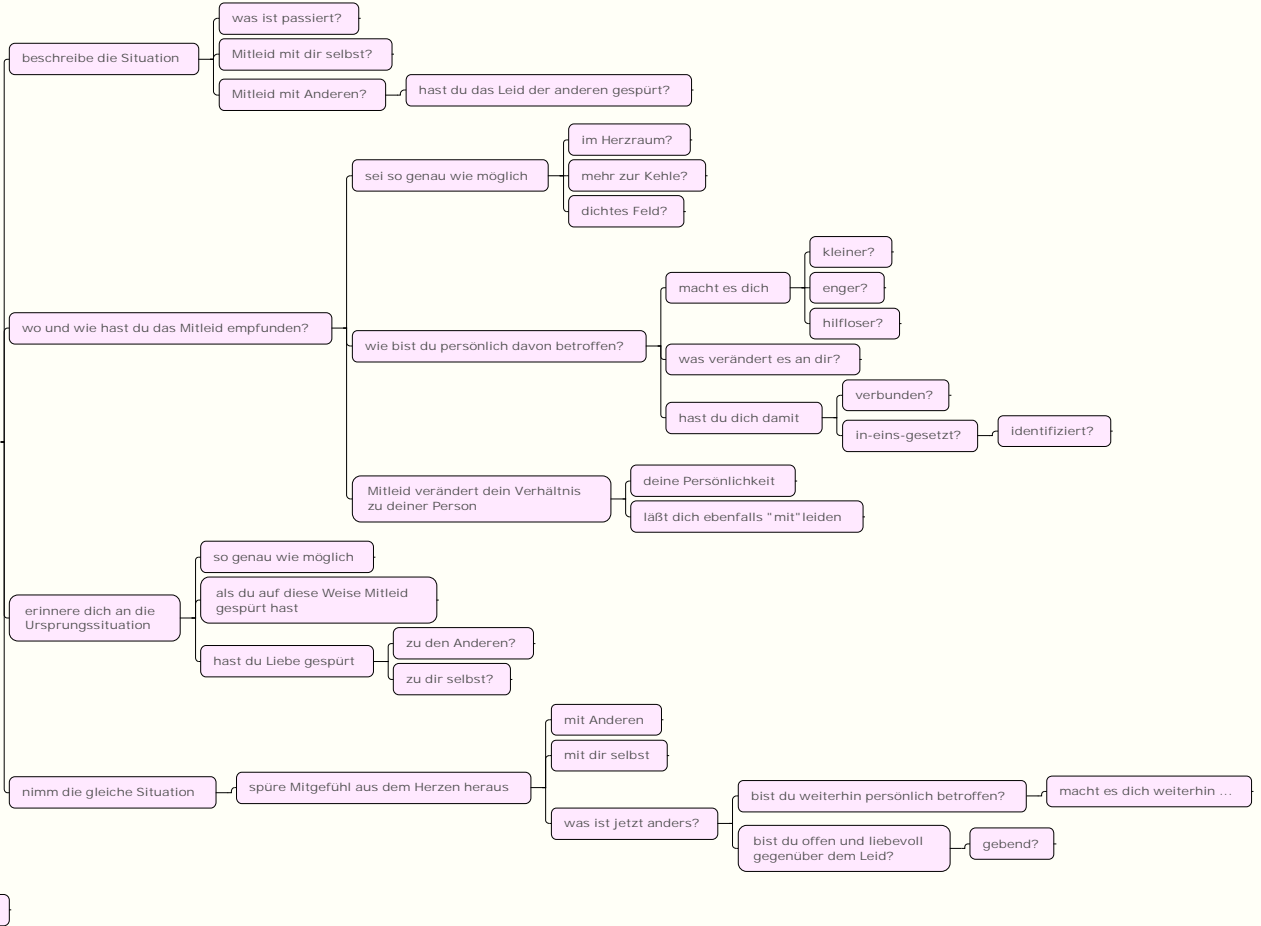 was ist passiert?
beschreibe die Situation
Mitleid mit dir selbst?
Mitleid mit Anderen?
hast du das Leid der anderen gespürt?
wo und wie hast du das Mitleid empfunden?
sei so genau wie möglich
im Herzraum?
mehr zur Kehle?
dichtes Feld?
wie bist du persönlich davon betroffen?
macht es dich
kleiner?
enger?
hilfloser?
was verändert es an dir?
hast du dich damit
verbunden?
in-eins-gesetzt?
identifiziert?
Mitleid verändert dein Verhältnis
zu deiner Person
deine Persönlichkeit
läßt dich ebenfalls "mit"leiden
erinnere dich an die
Ursprungssituation
so genau wie möglich
als du auf diese Weise Mitleid
gespürt hast
hast du Liebe gespürt
zu den Anderen?
zu dir selbst?
nimm die gleiche Situation
spüre Mitgefühl aus dem Herzen heraus
mit Anderen
mit dir selbst
was ist jetzt anders?
bist du weiterhin persönlich betroffen?
macht es dich weiterhin ...
bist du offen und liebevoll
gegenüber dem Leid?
gebend?